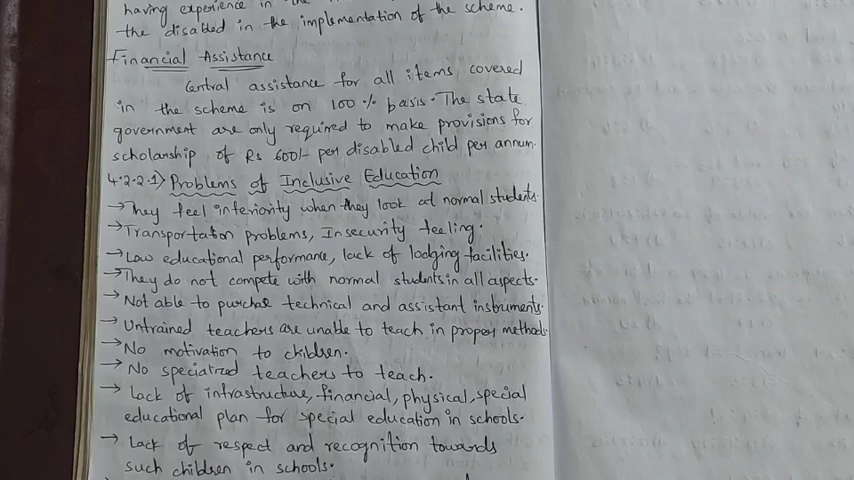 having experience in the
the disabled in the implementation of the scheme.
Financial Assistance
Central assistance for all items covered
in the scheme is on 100% basis. The state
government are only required to make provisions for
scholarship of Rs 600/- per disabled child per annum.
4.2.2.1) Problems of Inclusive Education
→ They feel inferiority when they look at normal students.
→ Transportation problems, Insecurity feeling.
→ Low educational performane, lack of lodging facilities.
→ They do not compete with normal students in all aspects.
→ Not able to purchase technical and assistant instruments.
→ Untrained teachers are unable to teach in proper methods.
→ No motivation to children.
→ No specialized teachers to teach.
→ Lack of infrastructure, financial, physical, special
educational plan for special education in schools.
→ Lack of respect and recognition towards
such children in schools.